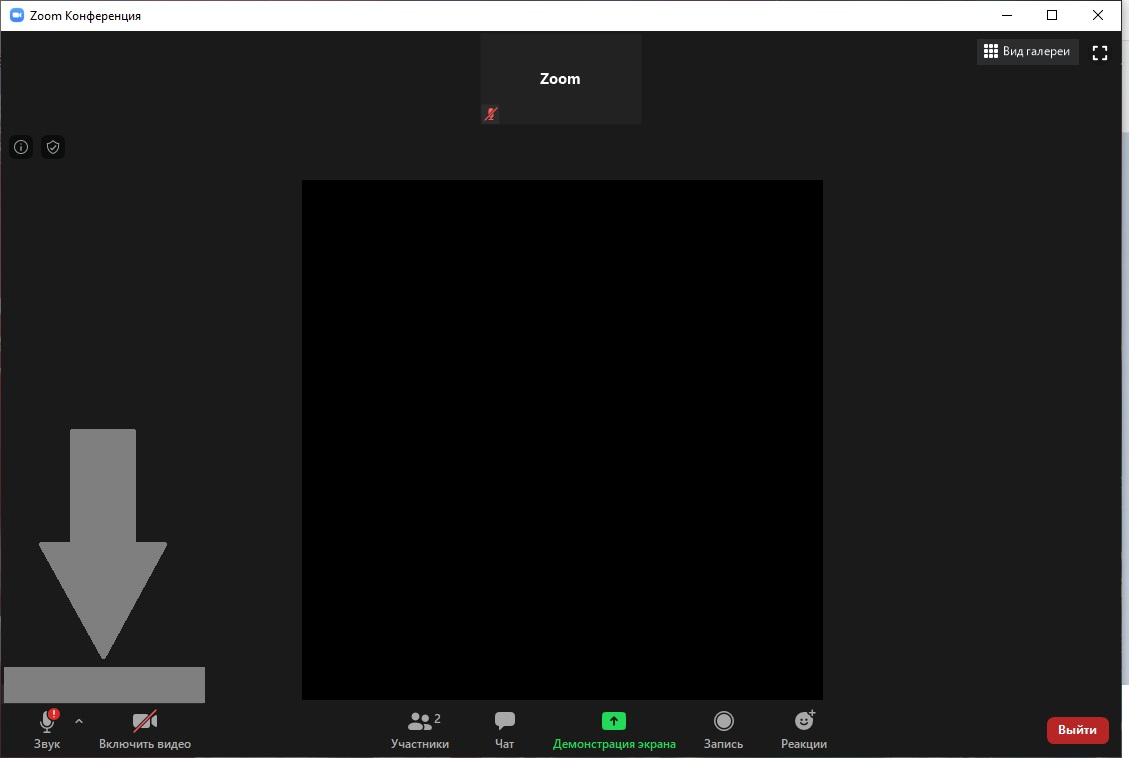 Zoom Конференция
Вид галереи
Zoom
Звук
Включить видео
Участники
2
Чат
Демонстрация экрана
Запись
Реакции
Выйти